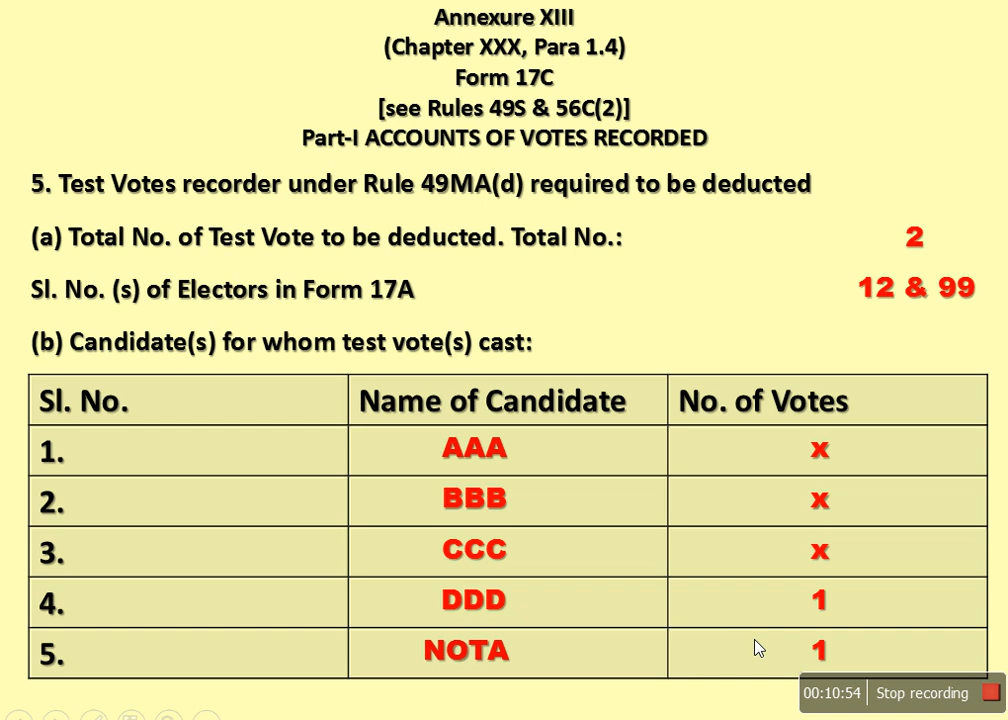 Annexure XIII
(Chapter XXX, Para 1.4)
Form 17C
[see Rules 49S & 56C(2)]
Part-I ACCOUNTS OF VOTES RECORDED
5. Test Votes recorder under Rule 49MA(d) required to be deducted
(a) Total No. of Test Vote to be deducted. Total No.: 2
Sl. No. (s) of Electors in Form 17A 12 & 99
(b) Candidate(s) for whom test vote(s) cast:
Sl. No. Name of Candidate No. of Votes
1. AAA x
2. BBB x
3. CCC x
4. DDD 1
5. NOTA 1
00:10:54 Stop recording